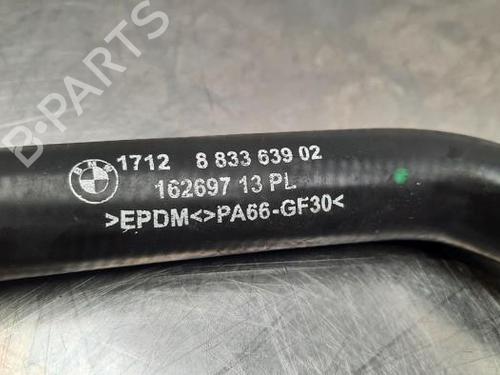 B-PARTS
BMW
1712 8 833 639 02
162697 13 PL
>EPDM<>PA66-GF30<